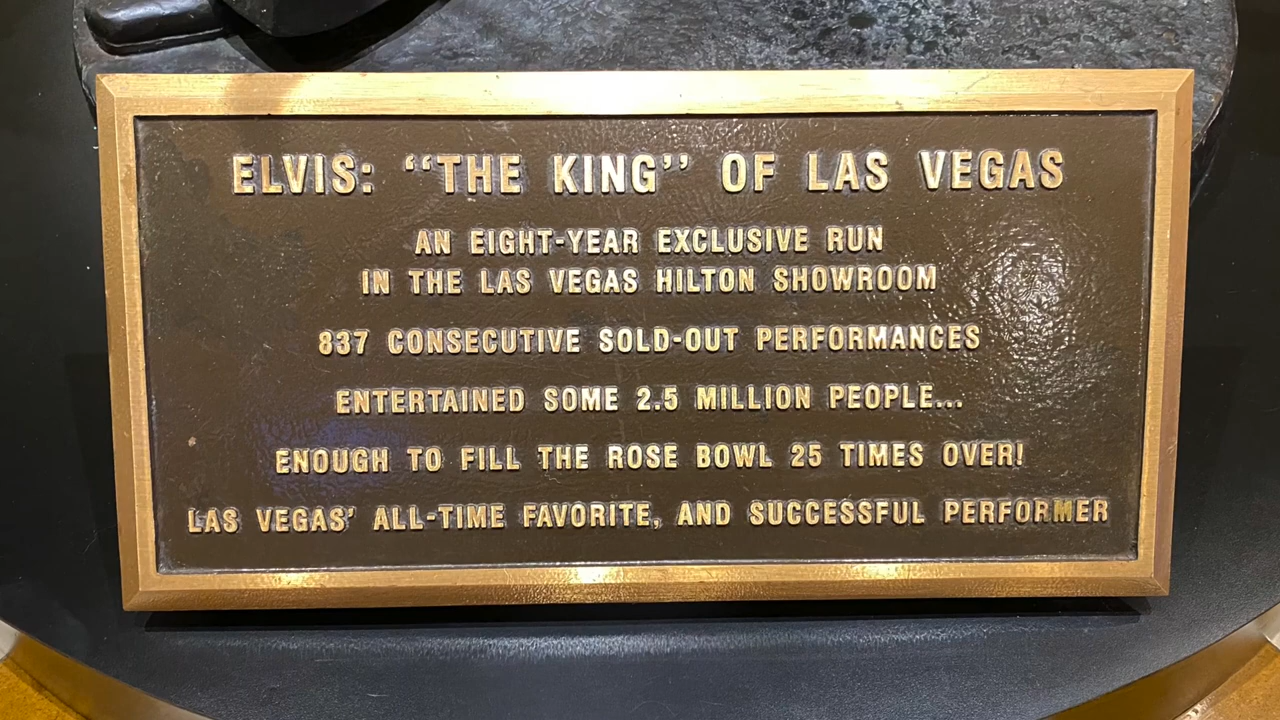 ELVIS: “THE KING” OF LAS VEGAS
AN EIGHT-YEAR EXCLUSIVE RUN
IN THE LAS VEGAS HILTON SHOWROOM
837 CONSECUTIVE SOLD-OUT PERFORMANCES
ENTERTAINED SOME 2.5 MILLION PEOPLE...
ENOUGH TO FILL THE ROSE BOWL 25 TIMES OVER!
LAS VEGAS’ ALL-TIME FAVORITE, AND SUCCESSFUL PERFORMER